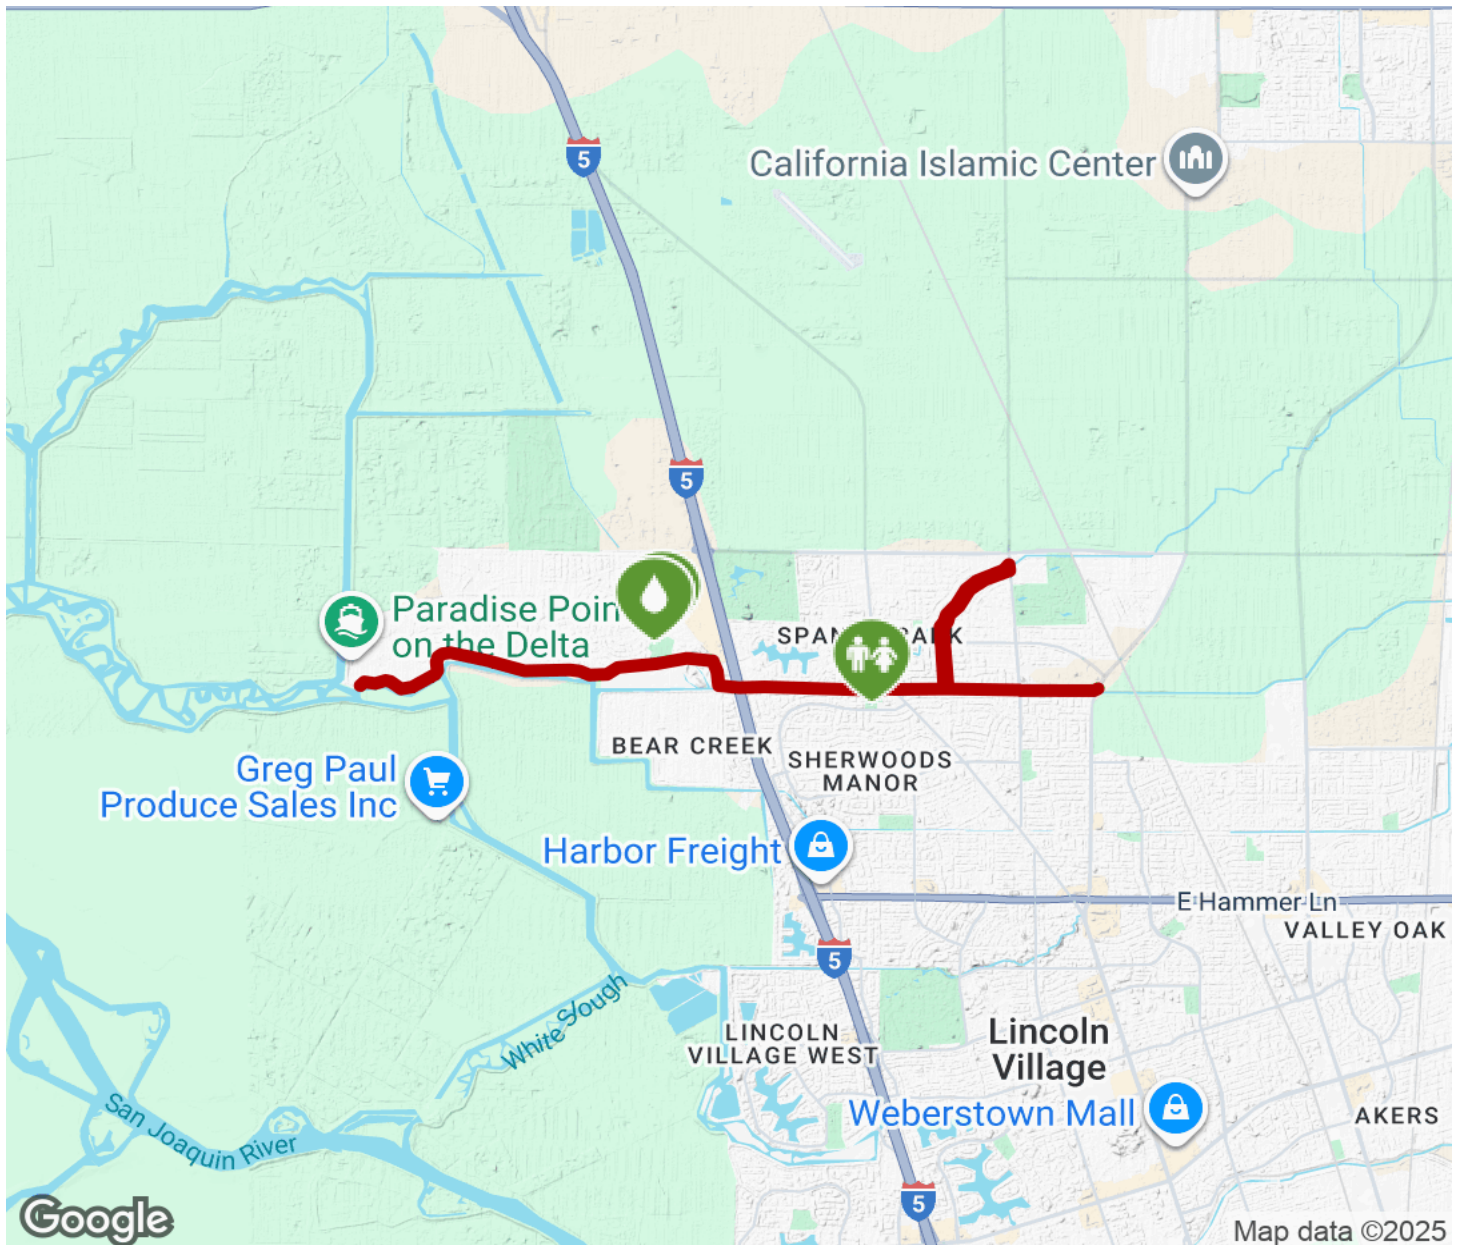 5
California Islamic Center
5
Paradise Poin
on the Delta
SPAN
PARK
BEAR CREEK
SHERWOODS
MANOR
Greg Paul
Produce Sales Inc
Harbor Freight
E Hammer Ln
VALLEY OAK
5
White Slough
LINCOLN
VILLAGE WEST
Lincoln
Village
Weberstown Mall
AKERS
San Joaquin River
5
Google
Map data ©2025